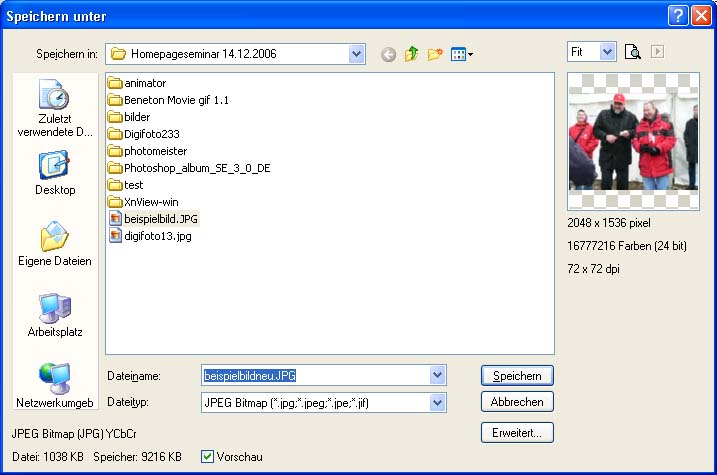 Speichern unter
Speichern in:
Homepageseminar 14.12.2006
Fit
animator
Beneton Movie gif 1.1
bilder
Digifoto233
photomeister
Photoshop_album_SE_3_0_DE
test
XnView-win
beispielbild.JPG
digifoto13.jpg
Zuletzt
verwendete D...
Desktop
Eigene Dateien
Arbeitsplatz
Netzwerkumgeb
2048 x 1536 pixel
16777216 Farben (24 bit)
72 x 72 dpi
Dateiname:
beispielbildneu.JPG
Speichern
Dateityp:
JPEG Bitmap (*.jpg;*.jpeg;*.jpe;*.jif)
Abbrechen
Erweitert...
JPEG Bitmap (JPG) YCbCr
Datei: 1038 KB Speicher: 9216 KB
Vorschau